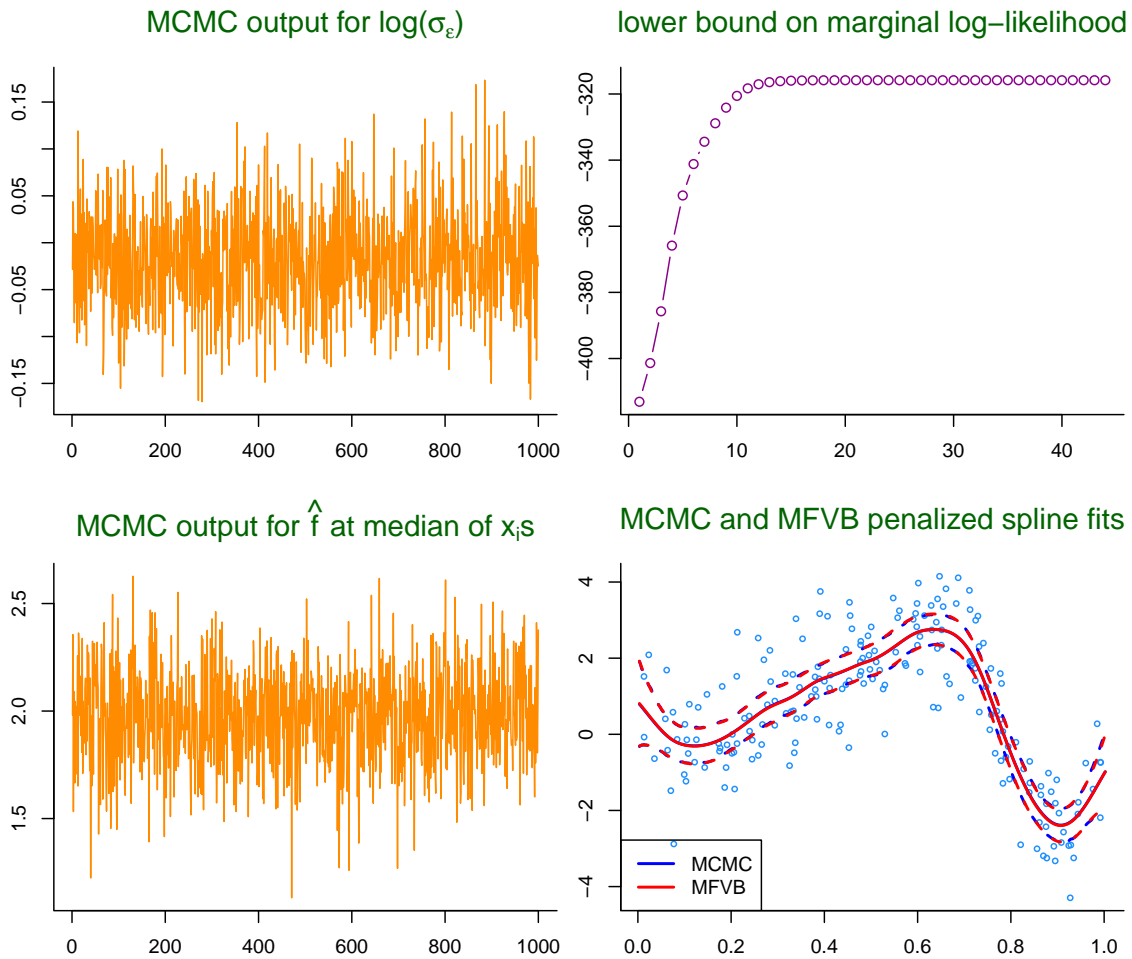 MCMC output for log(σε)
0.15
0.05
−0.05
−0.15
0 200 400 600 800 1000
lower bound on marginal log−likelihood
−320
−340
−360
−380
−400
0 10 20 30 40
MCMC output for f̂ at median of xᵢs
2.5
2.0
1.5
0 200 400 600 800 1000
MCMC and MFVB penalized spline fits
4
2
0
−2
−4
MCMC
MFVB
0.0 0.2 0.4 0.6 0.8 1.0